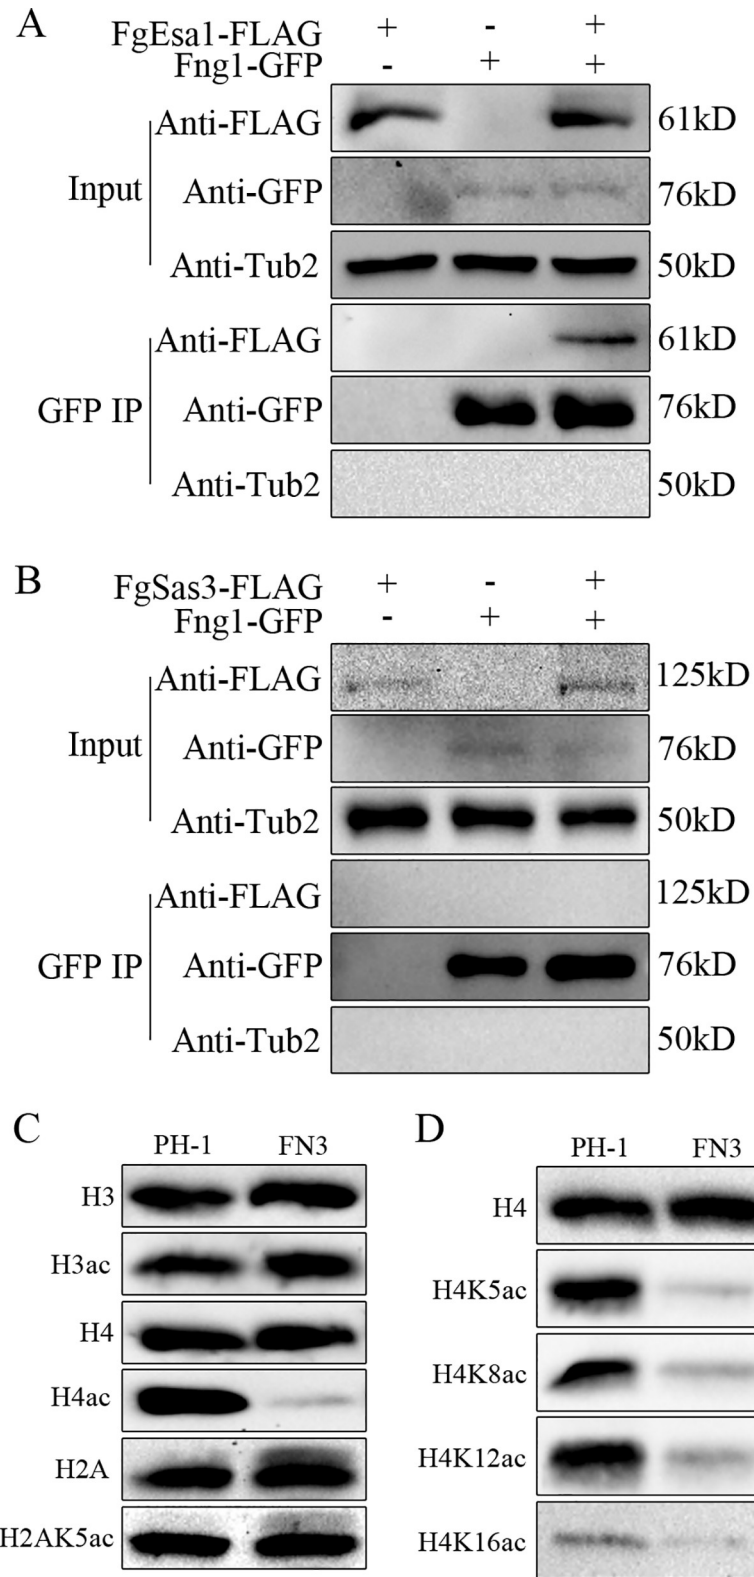 A
FgEsa1-FLAG + - +
Fng1-GFP - + +
Anti-FLAG 61kD
Input Anti-GFP 76kD
Anti-Tub2 50kD
Anti-FLAG 61kD
GFP IP Anti-GFP 76kD
Anti-Tub2 50kD
B
FgSas3-FLAG + - +
Fng1-GFP - + +
Anti-FLAG 125kD
Input Anti-GFP 76kD
Anti-Tub2 50kD
Anti-FLAG 125kD
GFP IP Anti-GFP 76kD
Anti-Tub2 50kD
C
PH-1 FN3
H3
H3ac
H4
H4ac
H2A
H2AK5ac
D
PH-1 FN3
H4
H4K5ac
H4K8ac
H4K12ac
H4K16ac